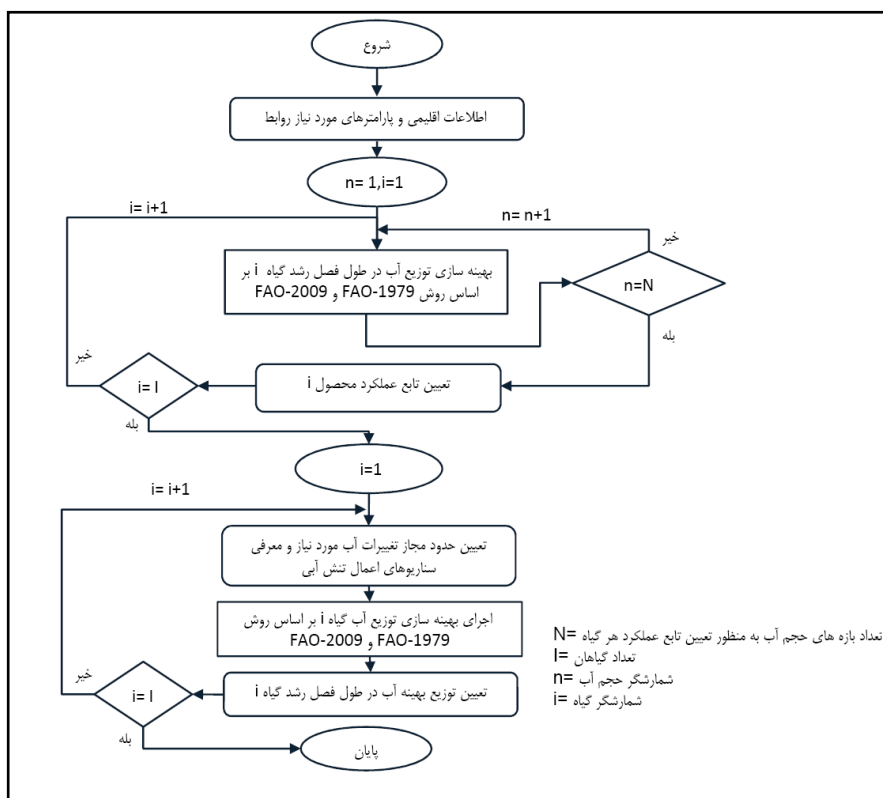 شروع
اطلاعات اقلیمی و پارامترهای مورد نیاز روابط
n= 1,i=1
i= i+1
n= n+1
خیر
بهینه سازی توزیع آب در طول فصل رشد گیاه i بر
اساس روش FAO-1979 و FAO-2009
n=N
بله
خیر
تعیین تابع عملکرد محصول i
i= I
بله
i=1
i= i+1
تعیین حدود مجاز تغییرات آب مورد نیاز و معرفی
سناریوهای اعمال تنش آبی
اجرای بهینه سازی توزیع آب گیاه i بر اساس روش
FAO-1979 و FAO-2009
خیر
تعیین توزیع بهینه آب در طول فصل رشد گیاه i
i= I
بله
پایان
N= تعداد بازه های حجم آب به منظور تعیین تابع عملکرد هر گیاه
I= تعداد گیاهان
n= شمارشگر حجم آب
i= شمارشگر گیاه